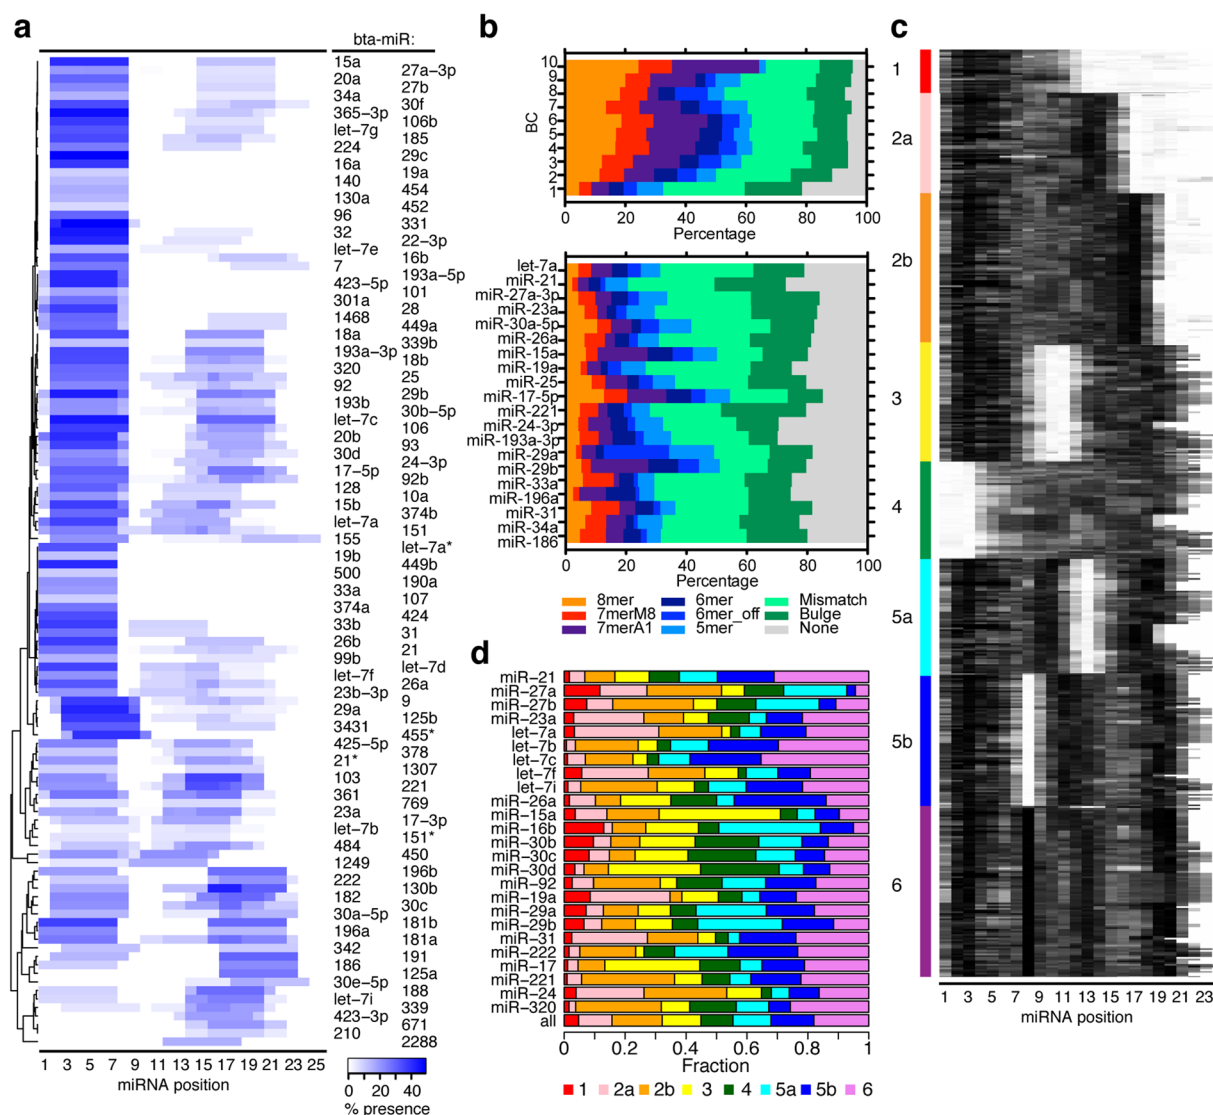 a
bta-miR:
15a
27a–3p
20a
27b
34a
30f
365–3p
106b
let–7g
185
224
29c
16a
19a
140
454
130a
452
96
331
32
22–3p
let–7e
16b
7
193a–5p
423–5p
101
301a
28
1468
449a
18a
339b
193a–3p
18b
320
25
92
29b
193b
30b–5p
let–7c
106
20b
93
30d
24–3p
17–5p
92b
128
10a
15b
374b
let–7a
151
155
let–7a*
19b
449b
500
190a
33a
107
374a
424
33b
31
26b
21
99b
let–7d
let–7f
26a
23b–3p
9
29a
125b
3431
455*
425–5p
378
21*
1307
103
221
361
769
23a
17–3p
let–7b
151*
484
450
1249
196b
222
130b
182
30c
30a–5p
181b
196a
181a
342
191
186
125a
30e–5p
188
let–7i
339
423–3p
671
210
2288
1 3 5 7 9 11 13 15 17 19 21 23 25
miRNA position
0 20 40
% presence
b
BC
10
9
8
7
6
5
4
3
2
1
0 20 40 60 80 100
Percentage
let–7a
miR–21
miR–27a-3p
miR–23a
miR–30a-5p
miR–26a
miR–15a
miR–19a
miR–25
miR–17-5p
miR–221
miR–24-3p
miR–193a-3p
miR–29a
miR–29b
miR–33a
miR–196a
miR–31
miR–34a
miR–186
0 20 40 60 80 100
Percentage
8mer 6mer Mismatch
7merM8 6mer_off Bulge
7merA1 5mer None
c
1
2a
2b
3
4
5a
5b
6
1 3 5 7 9 11 13 15 17 19 21 23
miRNA position
d
miR–21
miR–27a
miR–27b
miR–23a
let–7a
let–7b
let–7c
let–7f
let–7i
miR–26a
miR–15a
miR–16b
miR–30b
miR–30c
miR–30d
miR–92
miR–19a
miR–29a
miR–29b
miR–31
miR–222
miR–17
miR–221
miR–24
miR–320
all
0 0.2 0.4 0.6 0.8 1
Fraction
1 2a 2b 3 4 5a 5b 6